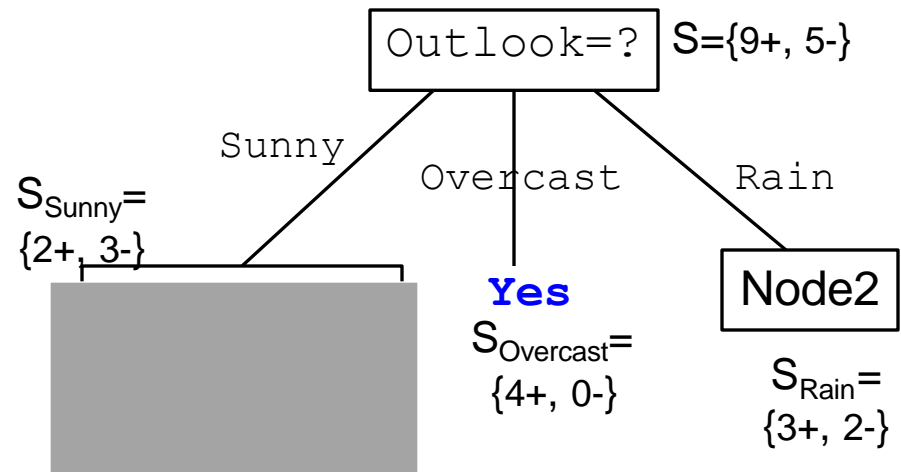 Outlook=? S={9+, 5-}
Sunny
Overcast
Rain
S_Sunny=
{2+, 3-}
Yes
Node2
S_Overcast=
{4+, 0-}
S_Rain=
{3+, 2-}